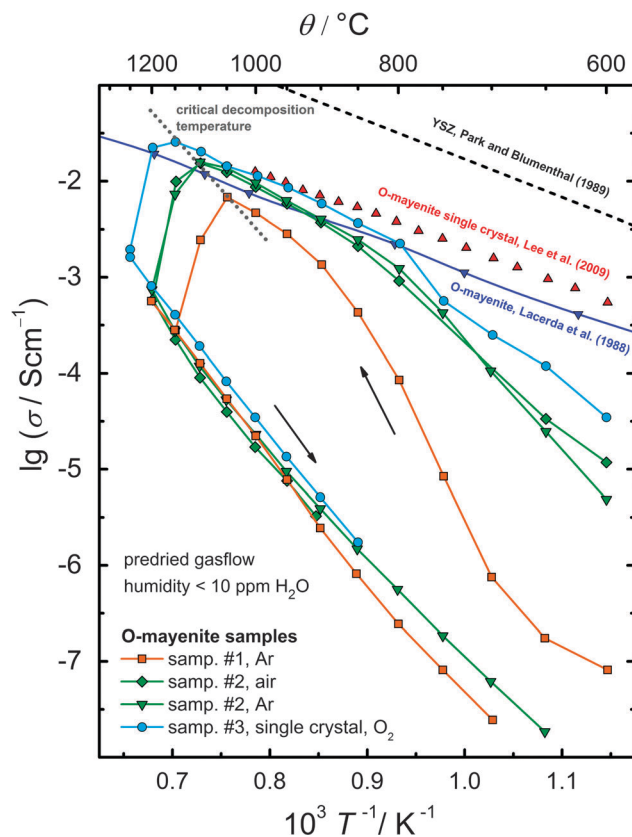 θ / °C
1200 1000 800 600
critical decomposition
temperature
YSZ, Park and Blumenthal (1989)
O-mayenite single crystal, Lee et al. (2009)
O-mayenite, Lacerda et al. (1988)
lg (σ / Scm⁻¹)
-2
-3
-4
-5
-6
-7
predried gasflow
humidity < 10 ppm H₂O
O-mayenite samples
samp. #1, Ar
samp. #2, air
samp. #2, Ar
samp. #3, single crystal, O₂
0.7 0.8 0.9 1.0 1.1
10³ T⁻¹/ K⁻¹